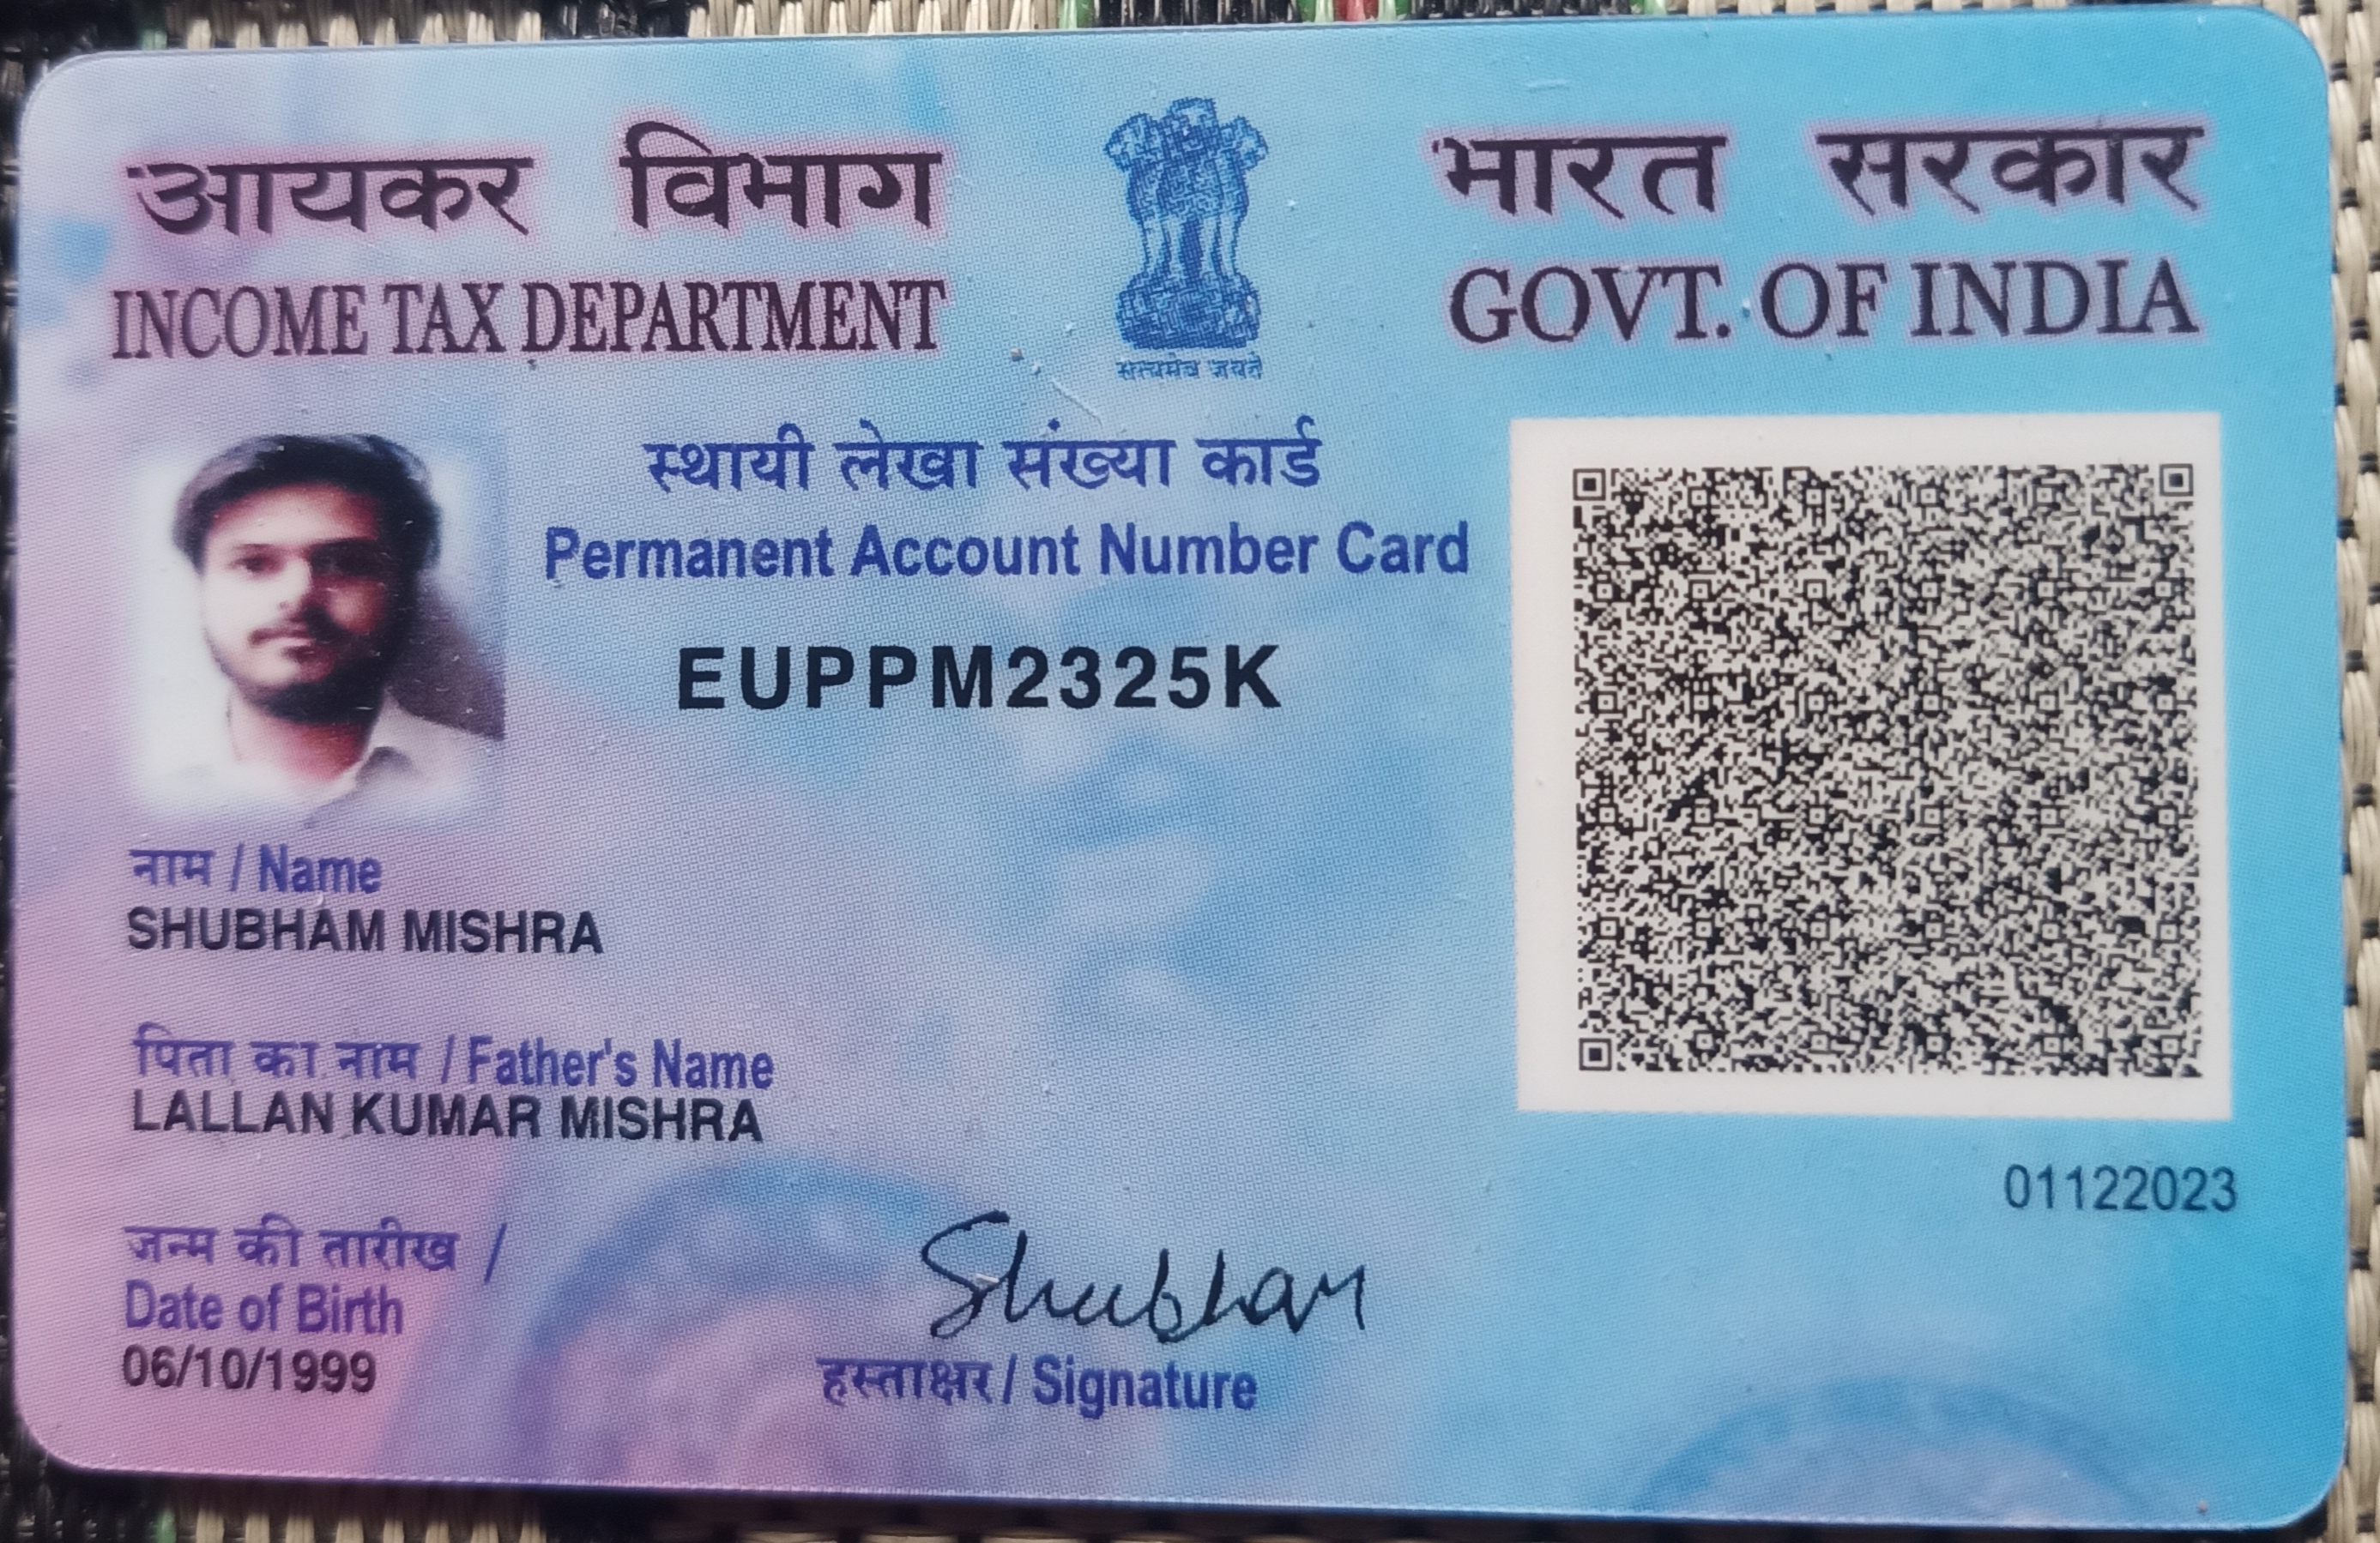 आयकर विभाग
INCOME TAX DEPARTMENT
सत्यमेव जयते
भारत सरकार
GOVT. OF INDIA
स्थायी लेखा संख्या कार्ड
Permanent Account Number Card
EUPPM2325K
नाम / Name
SHUBHAM MISHRA
पिता का नाम / Father's Name
LALLAN KUMAR MISHRA
जन्म की तारीख /
Date of Birth
06/10/1999
Shubham
हस्ताक्षर / Signature
01122023